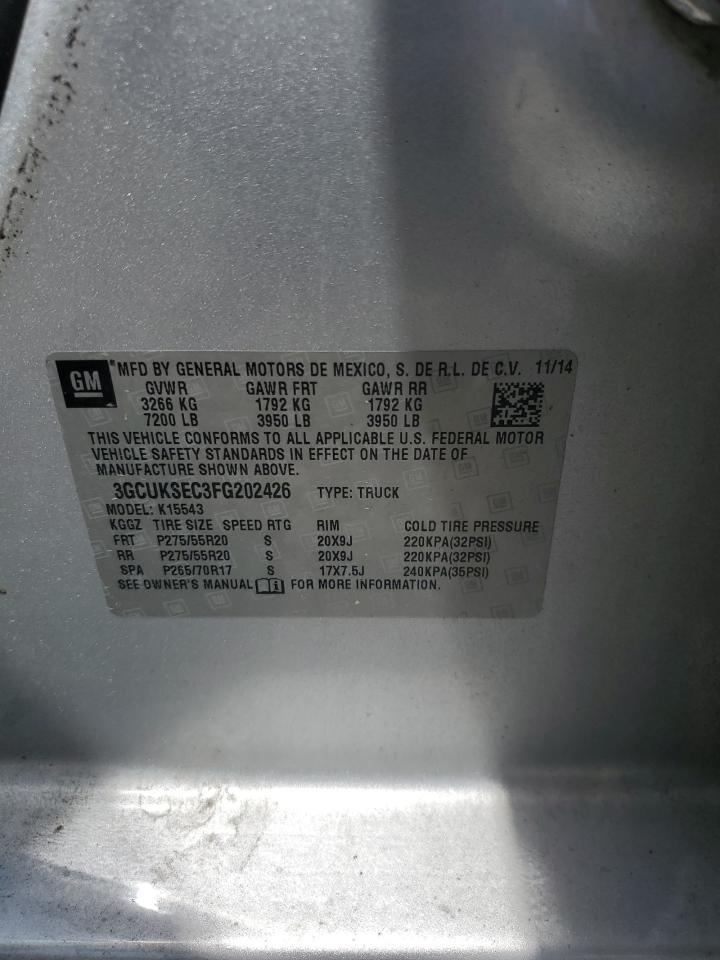 GM
*MFD BY GENERAL MOTORS DE MEXICO, S. DE R.L. DE C.V. 11/14
GVWR GAWR FRT GAWR RR
3266 KG 1792 KG 1792 KG
7200 LB 3950 LB 3950 LB
THIS VEHICLE CONFORMS TO ALL APPLICABLE U.S. FEDERAL MOTOR
VEHICLE SAFETY STANDARDS IN EFFECT ON THE DATE OF
MANUFACTURE SHOWN ABOVE.
3GCUKSEC3FG202426 TYPE: TRUCK
MODEL: K15543
KGGZ TIRE SIZE SPEED RTG RIM COLD TIRE PRESSURE
FRT P275/55R20 S 20X9J 220KPA(32PSI)
RR P275/55R20 S 20X9J 220KPA(32PSI)
SPA P265/70R17 S 17X7.5J 240KPA(35PSI)
SEE OWNER'S MANUAL FOR MORE INFORMATION.